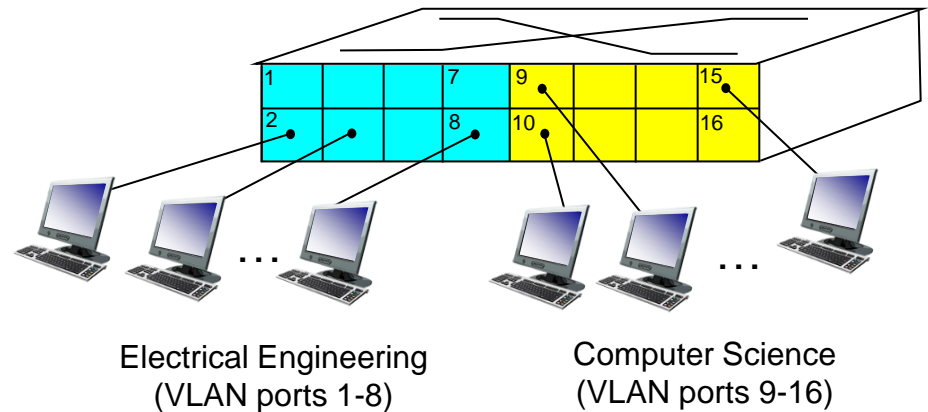 1 7 9 15
2 8 10 16
... ...
Electrical Engineering
(VLAN ports 1-8)
Computer Science
(VLAN ports 9-16)